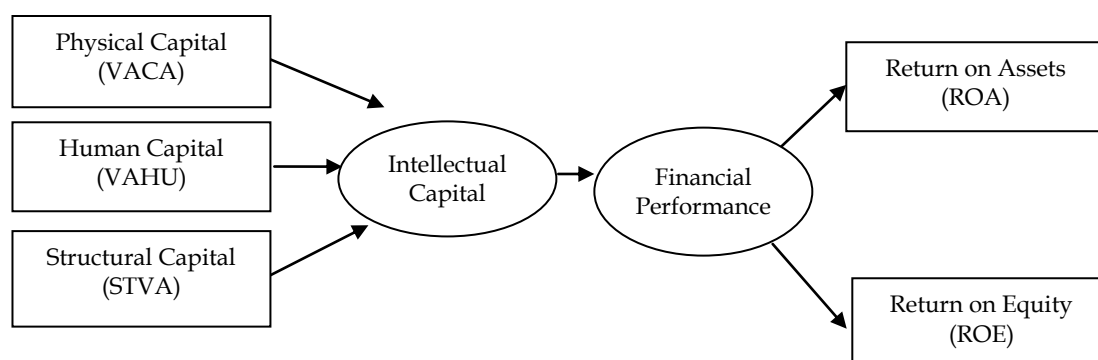 Physical Capital
(VACA)
Human Capital
(VAHU)
Structural Capital
(STVA)
Intellectual
Capital
Financial
Performance
Return on Assets
(ROA)
Return on Equity
(ROE)